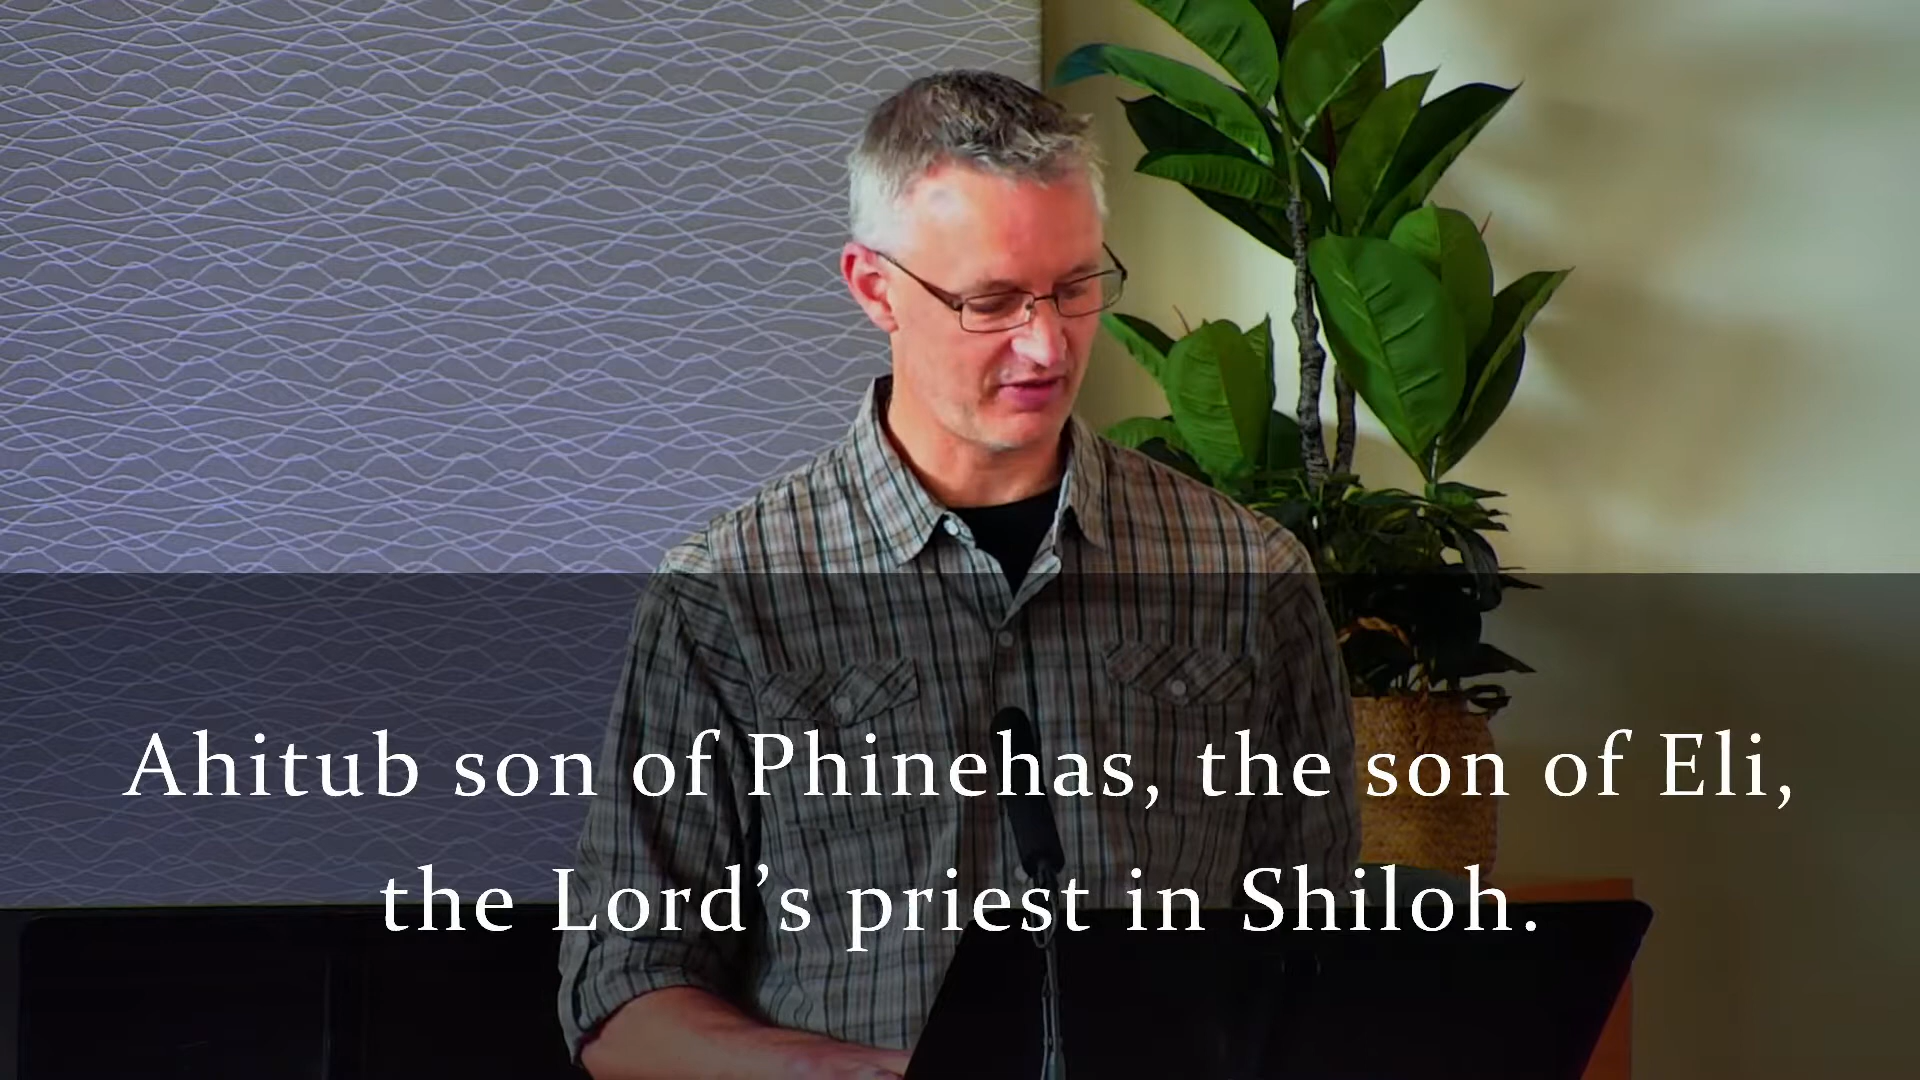 Ahitub son of Phinehas, the son of Eli,
the Lord’s priest in Shiloh.